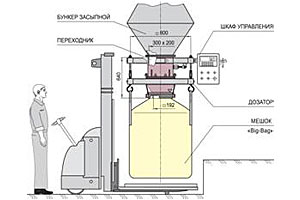 БУНКЕР ЗАСЫПНОЙ
□ 800
ПЕРЕХОДНИК
300 x 200
ШКАФ УПРАВЛЕНИЯ
640
ДОЗАТОР
□192
МЕШОК
«Big-Bag»